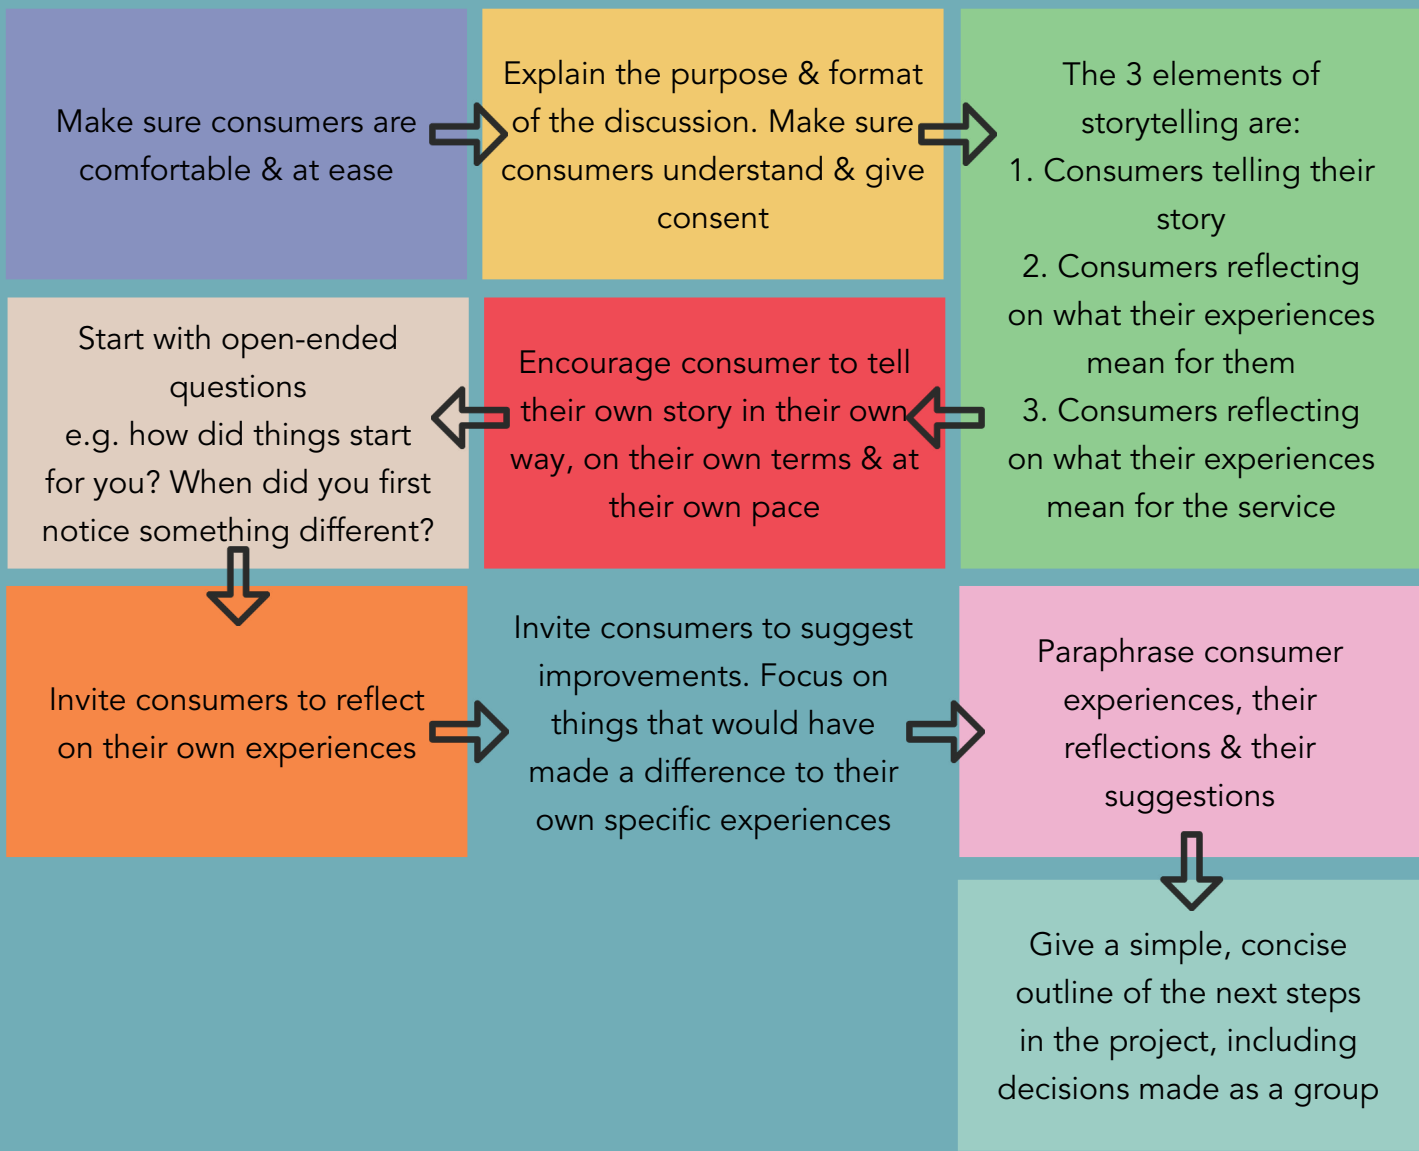 Make sure consumers are
comfortable & at ease
Explain the purpose & format
of the discussion. Make sure
consumers understand & give
consent
The 3 elements of
storytelling are:
1. Consumers telling their
story
2. Consumers reflecting
on what their experiences
mean for them
3. Consumers reflecting
on what their experiences
mean for the service
Encourage consumer to tell
their own story in their own
way, on their own terms & at
their own pace
Start with open-ended
questions
e.g. how did things start
for you? When did you first
notice something different?
Invite consumers to reflect
on their own experiences
Invite consumers to suggest
improvements. Focus on
things that would have
made a difference to their
own specific experiences
Paraphrase consumer
experiences, their
reflections & their
suggestions
Give a simple, concise
outline of the next steps
in the project, including
decisions made as a group